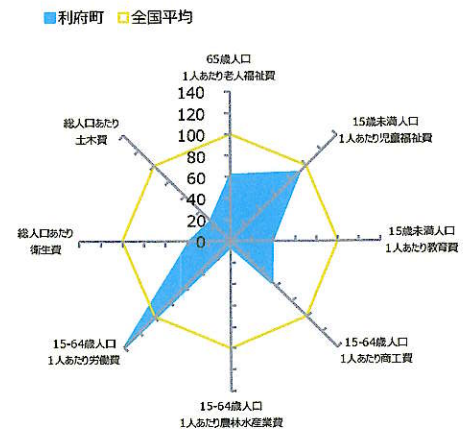 利府町 全国平均
65歳人口
1人あたり老人福祉費
140
120
100
80
60
40
20
0
15歳未満人口
1人あたり児童福祉費
15歳未満人口
1人あたり教育費
15-64歳人口
1人あたり商工費
15-64歳人口
1人あたり農林水産業費
15-64歳人口
1人あたり労働費
総人口あたり
衛生費
総人口あたり
土木費